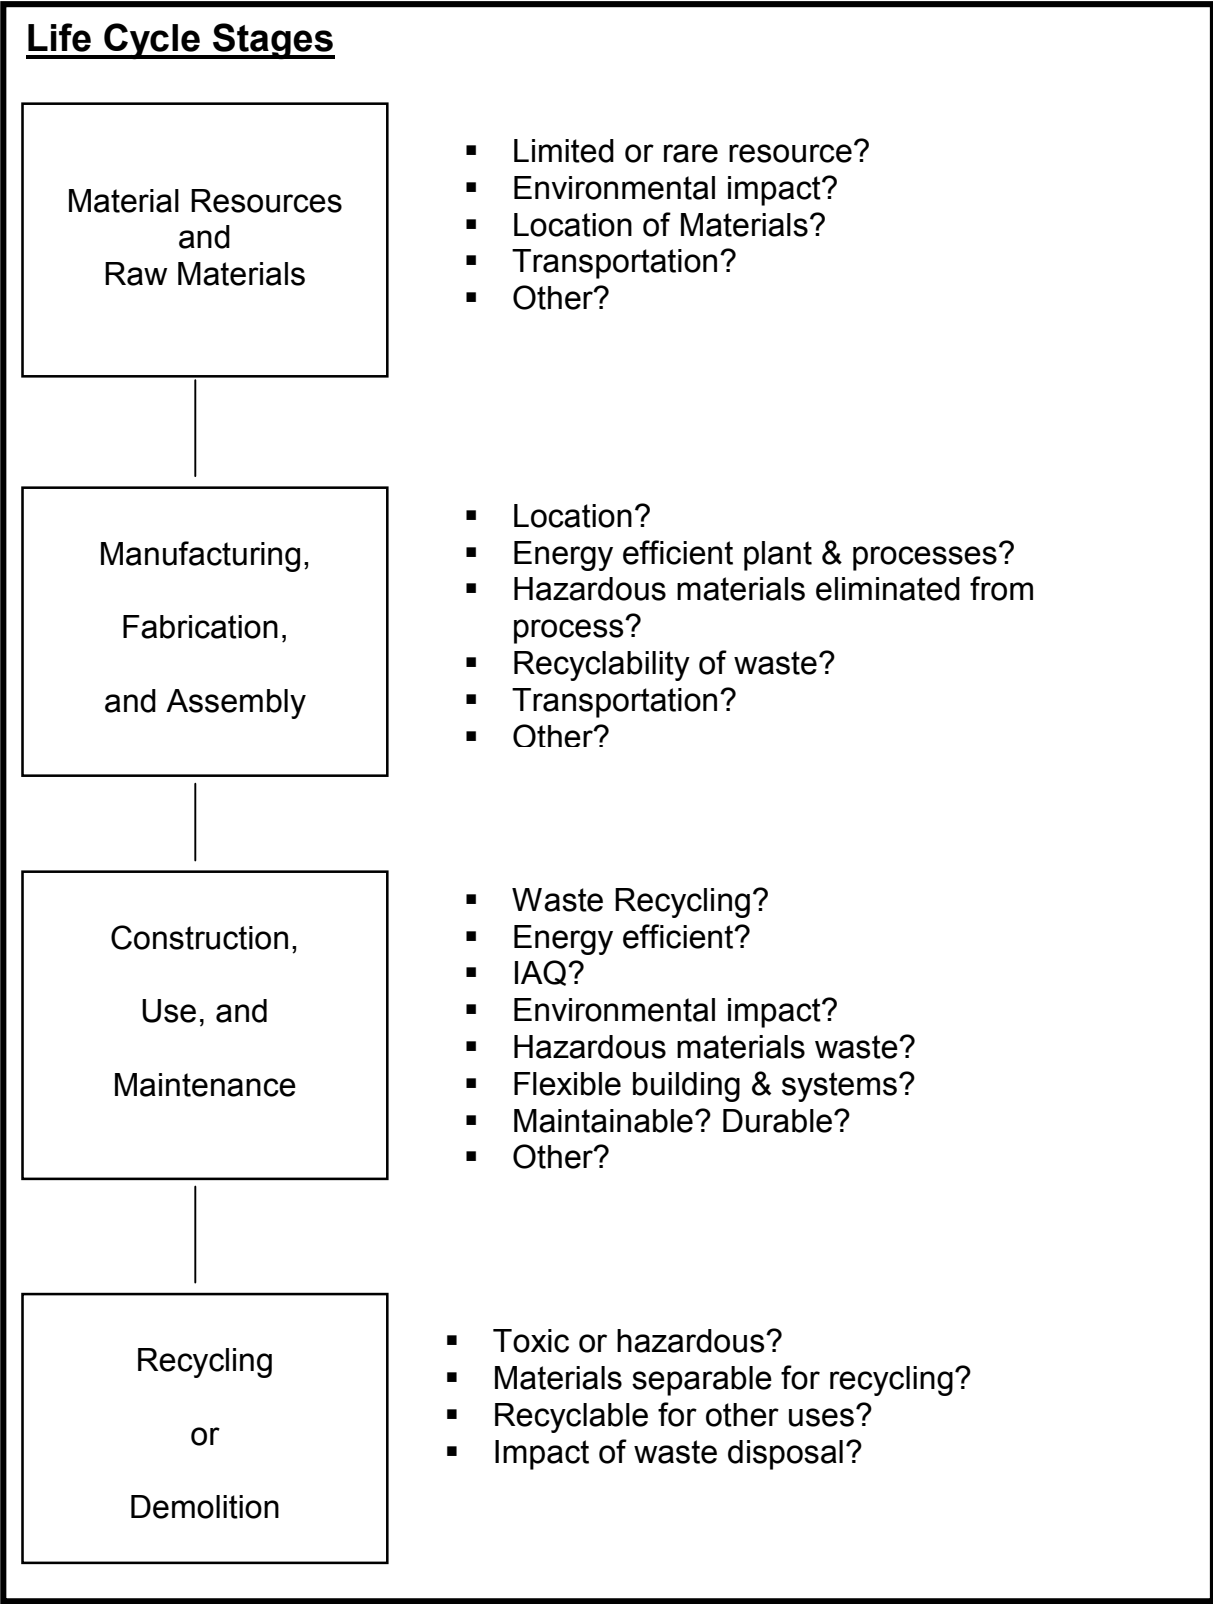 Life Cycle Stages
Material Resources
and
Raw Materials
▪ Limited or rare resource?
▪ Environmental impact?
▪ Location of Materials?
▪ Transportation?
▪ Other?
Manufacturing,
Fabrication,
and Assembly
▪ Location?
▪ Energy efficient plant & processes?
▪ Hazardous materials eliminated from
process?
▪ Recyclability of waste?
▪ Transportation?
▪ Other?
Construction,
Use, and
Maintenance
▪ Waste Recycling?
▪ Energy efficient?
▪ IAQ?
▪ Environmental impact?
▪ Hazardous materials waste?
▪ Flexible building & systems?
▪ Maintainable? Durable?
▪ Other?
Recycling
or
Demolition
▪ Toxic or hazardous?
▪ Materials separable for recycling?
▪ Recyclable for other uses?
▪ Impact of waste disposal?